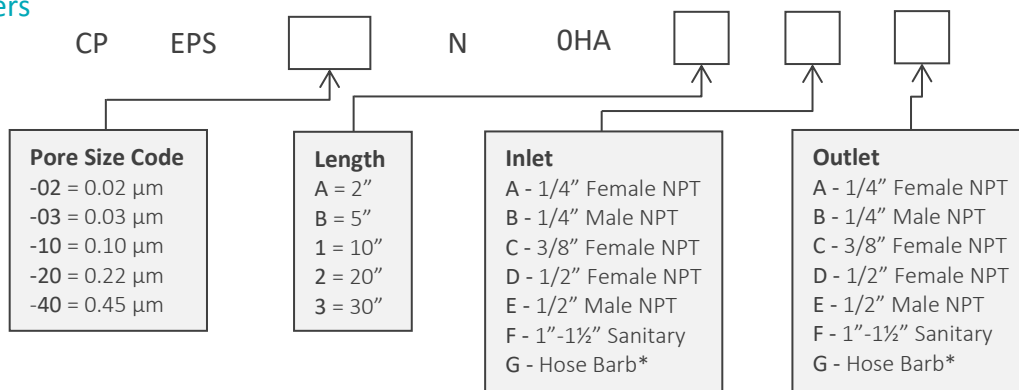 CP EPS N 0HA
Pore Size Code
-02 = 0.02 µm
-03 = 0.03 µm
-10 = 0.10 µm
-20 = 0.22 µm
-40 = 0.45 µm
Length
A = 2”
B = 5”
1 = 10”
2 = 20”
3 = 30”
Inlet
A - 1/4” Female NPT
B - 1/4” Male NPT
C - 3/8” Female NPT
D - 1/2” Female NPT
E - 1/2” Male NPT
F - 1”-1½” Sanitary
G - Hose Barb*
Outlet
A - 1/4” Female NPT
B - 1/4” Male NPT
C - 3/8” Female NPT
D - 1/2” Female NPT
E - 1/2” Male NPT
F - 1”-1½” Sanitary
G - Hose Barb*